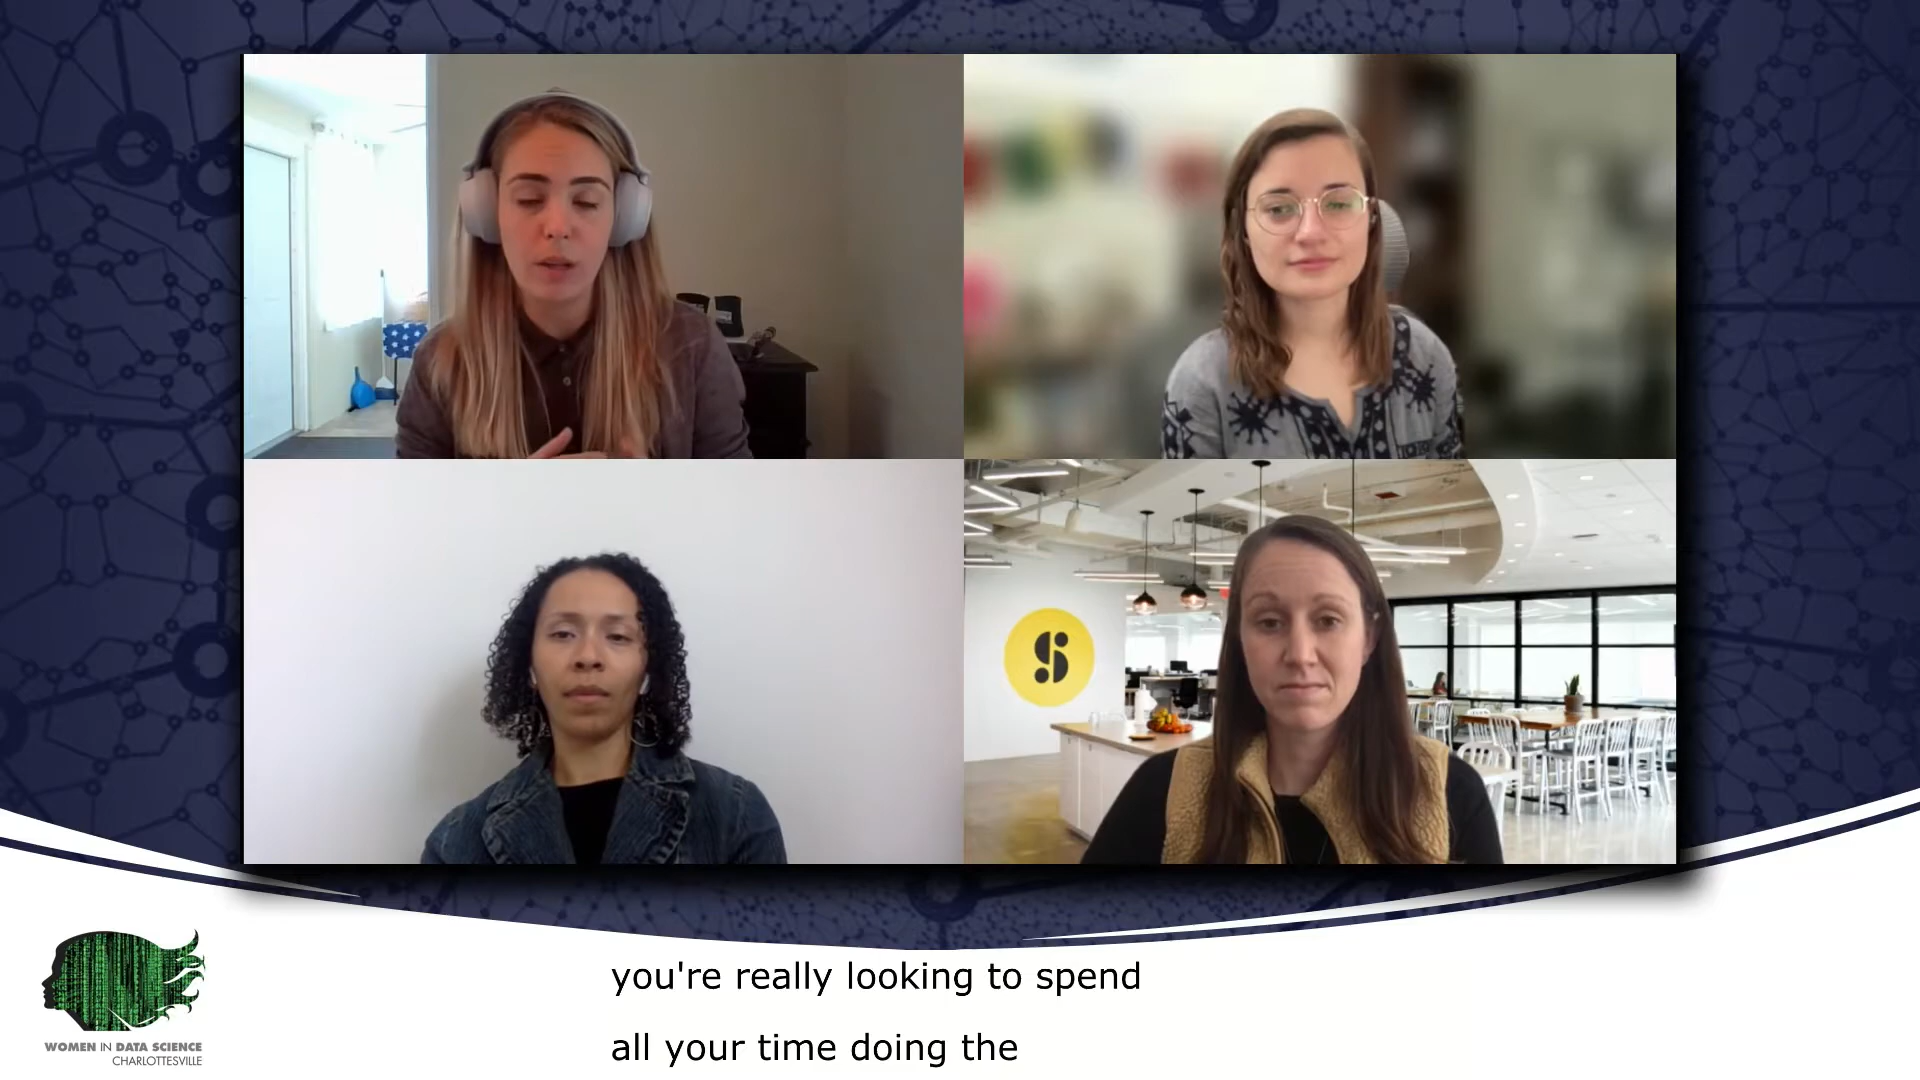 you're really looking to spend
all your time doing the
WOMEN IN DATA SCIENCE
CHARLOTTESVILLE